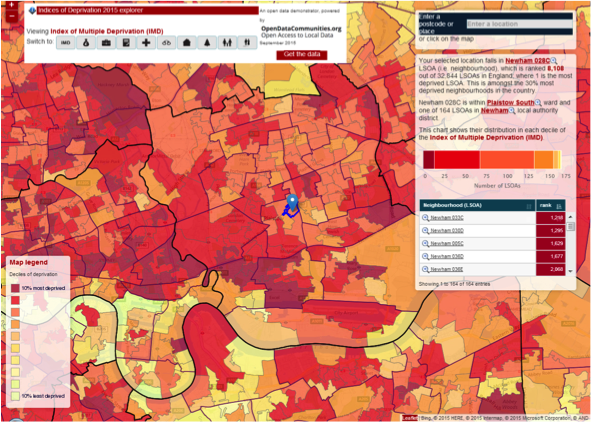 Indices of Deprivation 2015 explorer
Viewing Index of Multiple Deprivation (IMD)
Switch to:
IMD
An open data demonstrator, powered
by
OpenDataCommunities.org
Open Access to Local Data
September 2015
Get the data
Enter a
postcode or
place
Enter a location
or click on the map
Your selected location falls in Newham 028C
LSOA (i.e. neighbourhood), which is ranked 8,108
out of 32,844 LSOAs in England, where 1 is the most
deprived LSOA. This is amongst the 30% most
deprived neighbourhoods in the country.
Newham 028C is within Plaistow South ward and
one of 164 LSOAs in Newham local authority
district.
This chart shows their distribution in each decile of
the Index of Multiple Deprivation (IMD)
0 25 50 75 100 125 150 175
Number of LSOAs
Neighbourhood (LSOA) rank
Newham 033C 1,218
Newham 036D 1,295
Newham 005C 1,629
Newham 036D 1,677
Newham 036E 2,068
Showing 1 to 164 of 164 entries
Map legend
Deciles of deprivation
10% most deprived
10% least deprived
Leaflet | Bing, © 2015 HERE, © 2015 Intermap, © 2015 Microsoft Corporation, © AND